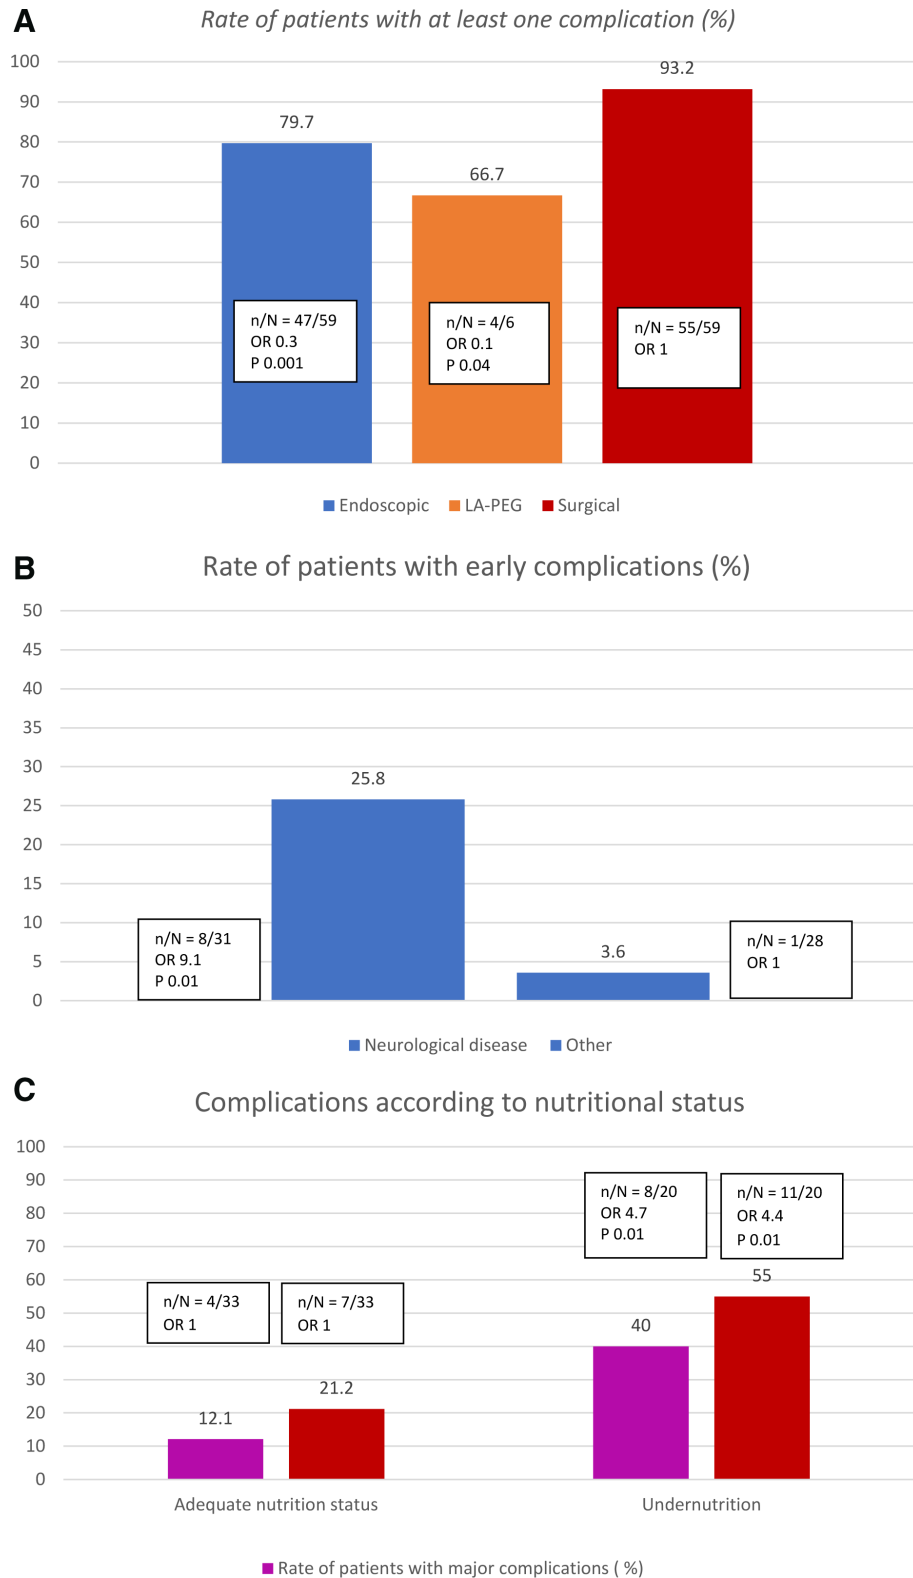 A
Rate of patients with at least one complication (%)
100
90
80
70
60
50
40
30
20
10
0
79.7
66.7
93.2
n/N = 47/59
OR 0.3
P 0.001
n/N = 4/6
OR 0.1
P 0.04
n/N = 55/59
OR 1
Endoscopic LA-PEG Surgical
B
Rate of patients with early complications (%)
50
45
40
35
30
25
20
15
10
5
0
25.8
3.6
n/N = 8/31
OR 9.1
P 0.01
n/N = 1/28
OR 1
Neurological disease Other
C
Complications according to nutritional status
100
90
80
70
60
50
40
30
20
10
0
n/N = 4/33
OR 1
n/N = 7/33
OR 1
n/N = 8/20
OR 4.7
P 0.01
n/N = 11/20
OR 4.4
P 0.01
12.1
21.2
40
55
Adequate nutrition status Undernutrition
Rate of patients with major complications ( %)